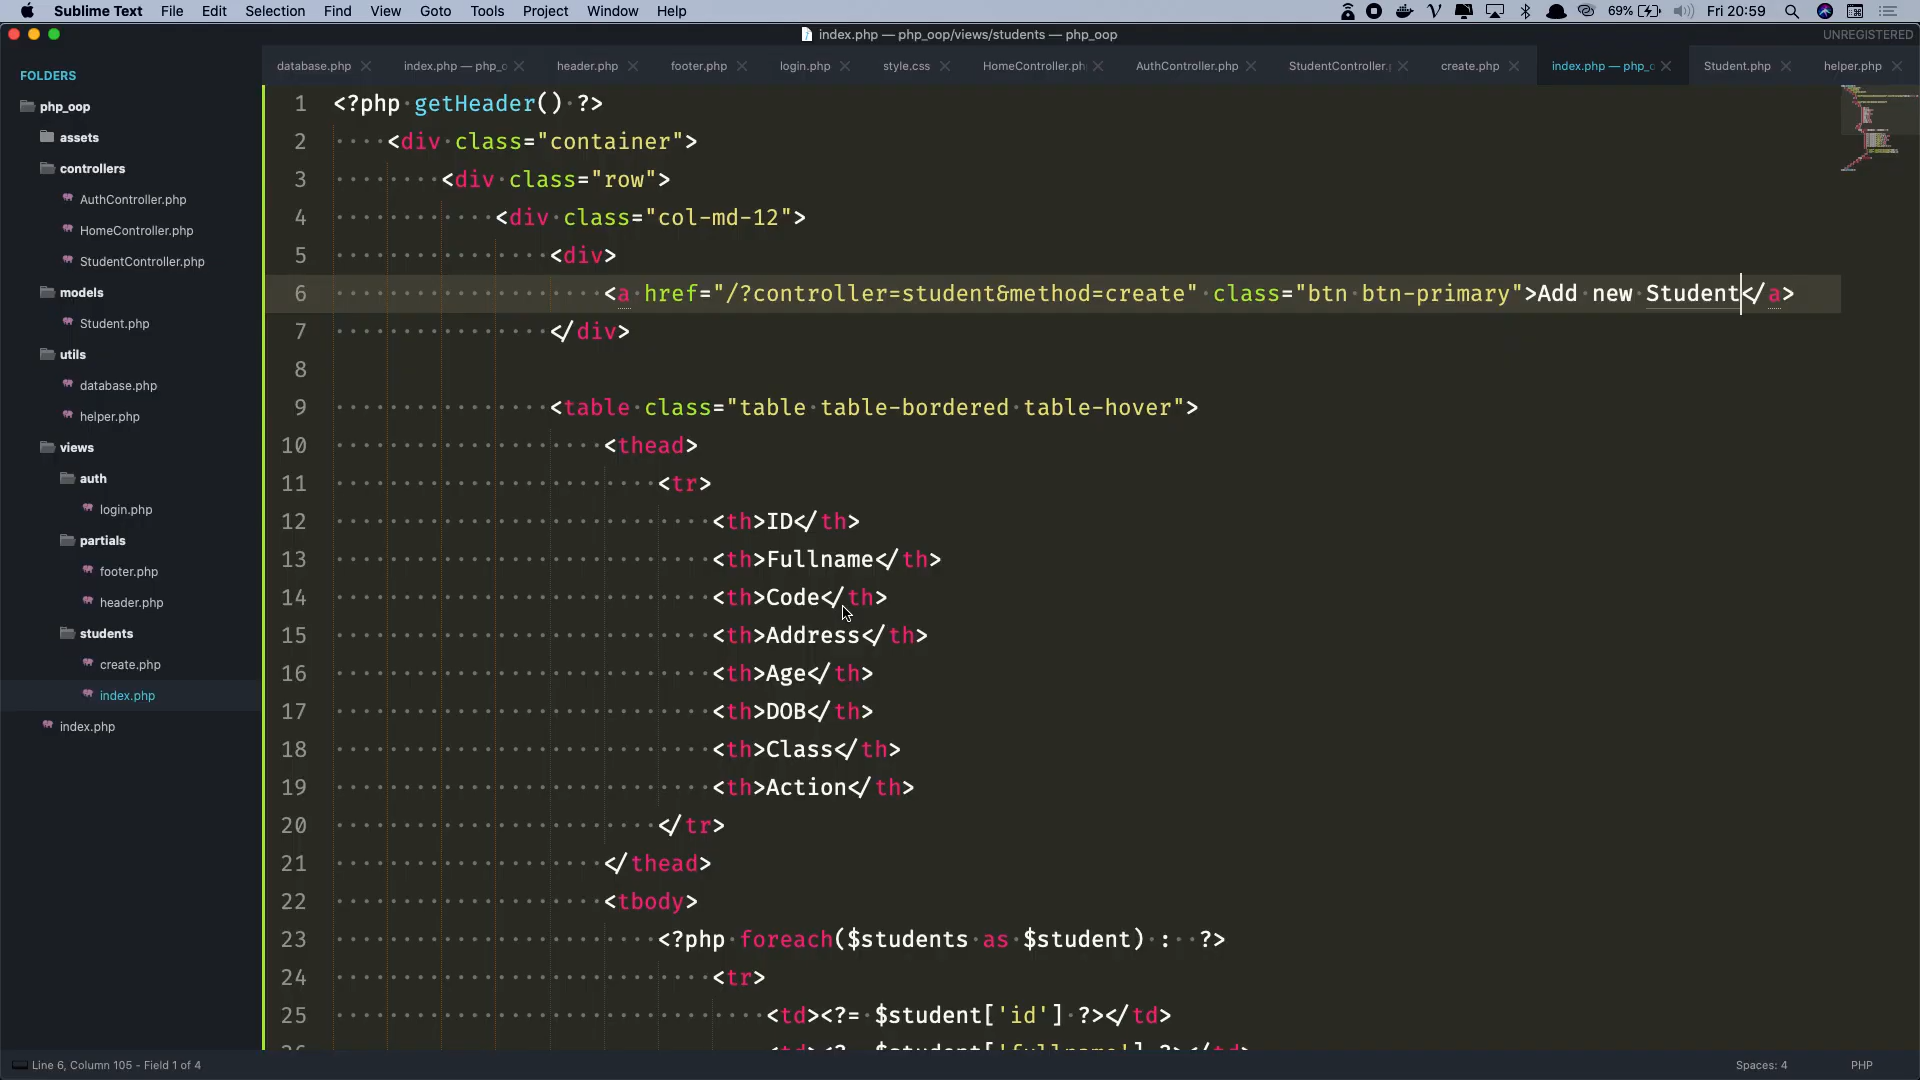 Sublime Text File Edit Selection Find View Goto Tools Project Window Help 69% Fri 20:59
index.php — php_oop/views/students — php_oop UNREGISTERED
database.php index.php — php_ header.php footer.php login.php style.css HomeController.ph AuthController.php StudentController. create.php index.php — php_ Student.php helper.php
FOLDERS
php_oop
assets
controllers
AuthController.php
HomeController.php
StudentController.php
models
Student.php
utils
database.php
helper.php
views
auth
login.php
partials
footer.php
header.php
students
create.php
index.php
index.php
1 <?php getHeader() ?>
2 <div class="container">
3 <div class="row">
4 <div class="col-md-12">
5 <div>
6 <a href="/?controller=student&method=create" class="btn btn-primary">Add new Student</a>
7 </div>
8
9 <table class="table table-bordered table-hover">
10 <thead>
11 <tr>
12 <th>ID</th>
13 <th>Fullname</th>
14 <th>Code</th>
15 <th>Address</th>
16 <th>Age</th>
17 <th>DOB</th>
18 <th>Class</th>
19 <th>Action</th>
20 </tr>
21 </thead>
22 <tbody>
23 <?php foreach($students as $student) : ?>
24 <tr>
25 <td><?= $student['id'] ?></td>
Line 6, Column 105 - Field 1 of 4 Spaces: 4 PHP